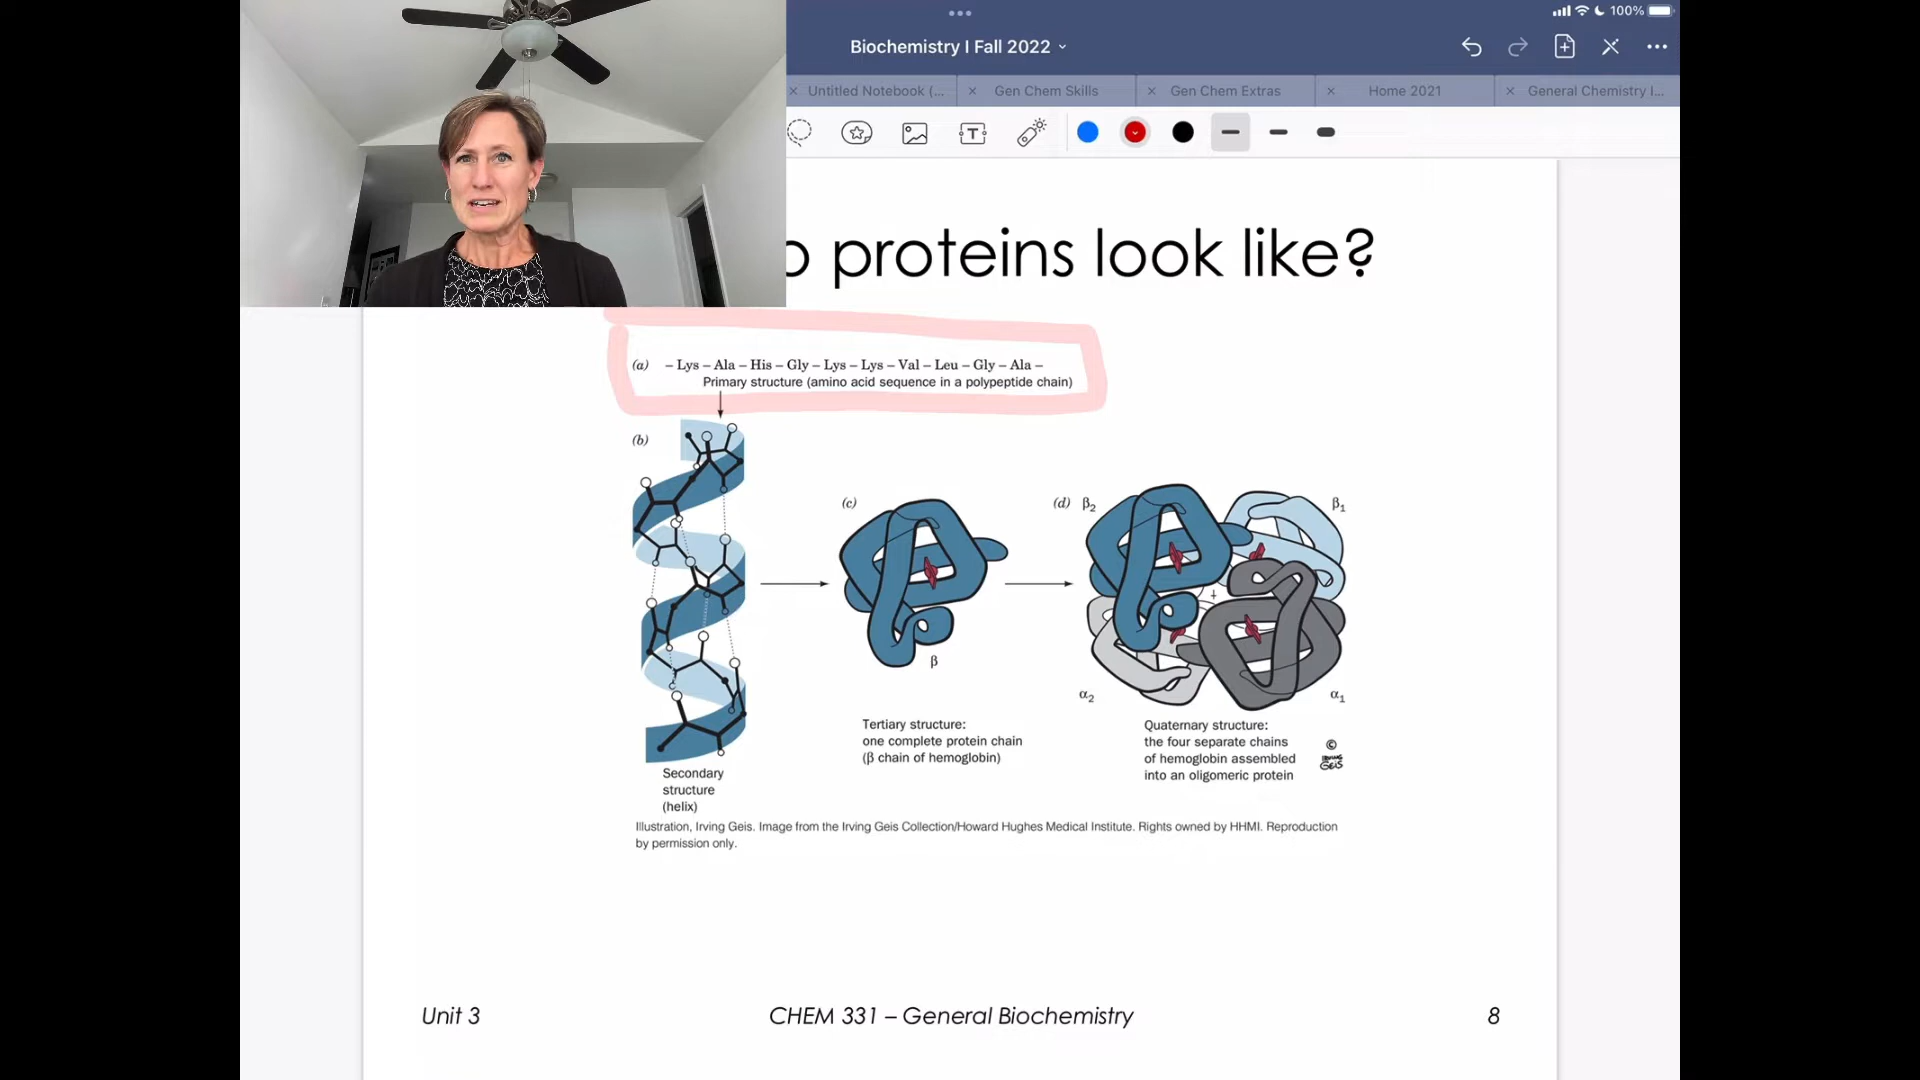 100%
Biochemistry I Fall 2022
Untitled Notebook (...
Gen Chem Skills
Gen Chem Extras
Home 2021
General Chemistry I...
T
o proteins look like?
(a) – Lys – Ala – His – Gly – Lys – Lys – Val – Leu – Gly – Ala –
Primary structure (amino acid sequence in a polypeptide chain)
(b)
(c)
(d) β2
β1
β
α2
α1
Secondary
structure
(helix)
Tertiary structure:
one complete protein chain
(β chain of hemoglobin)
Quaternary structure:
the four separate chains
of hemoglobin assembled
into an oligomeric protein
©
IRVING
GEIS
Illustration, Irving Geis. Image from the Irving Geis Collection/Howard Hughes Medical Institute. Rights owned by HHMI. Reproduction
by permission only.
Unit 3
CHEM 331 – General Biochemistry
8